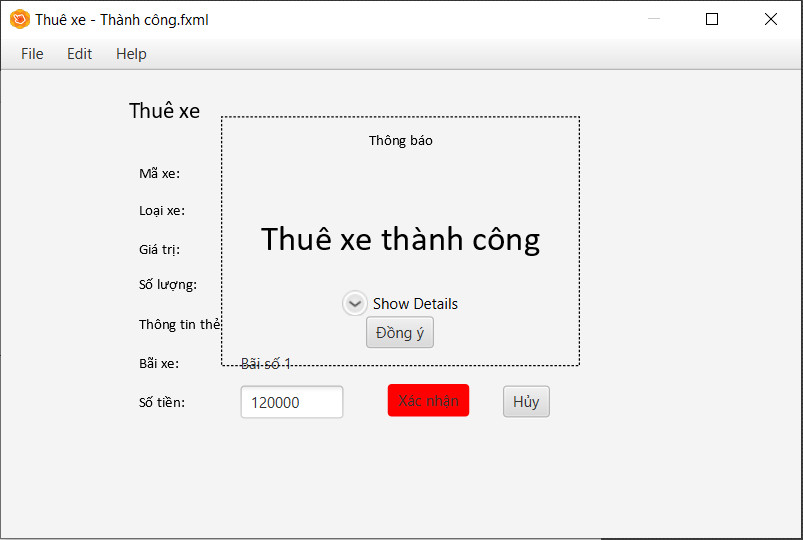 Thuê xe - Thành công.fxml
File Edit Help
Thuê xe
Thông báo
Mã xe:
Loại xe:
Thuê xe thành công
Giá trị:
Số lượng:
Show Details
Thông tin thẻ
Đồng ý
Bãi xe: Bãi số 1
Số tiền: 120000 Xác nhận Hủy